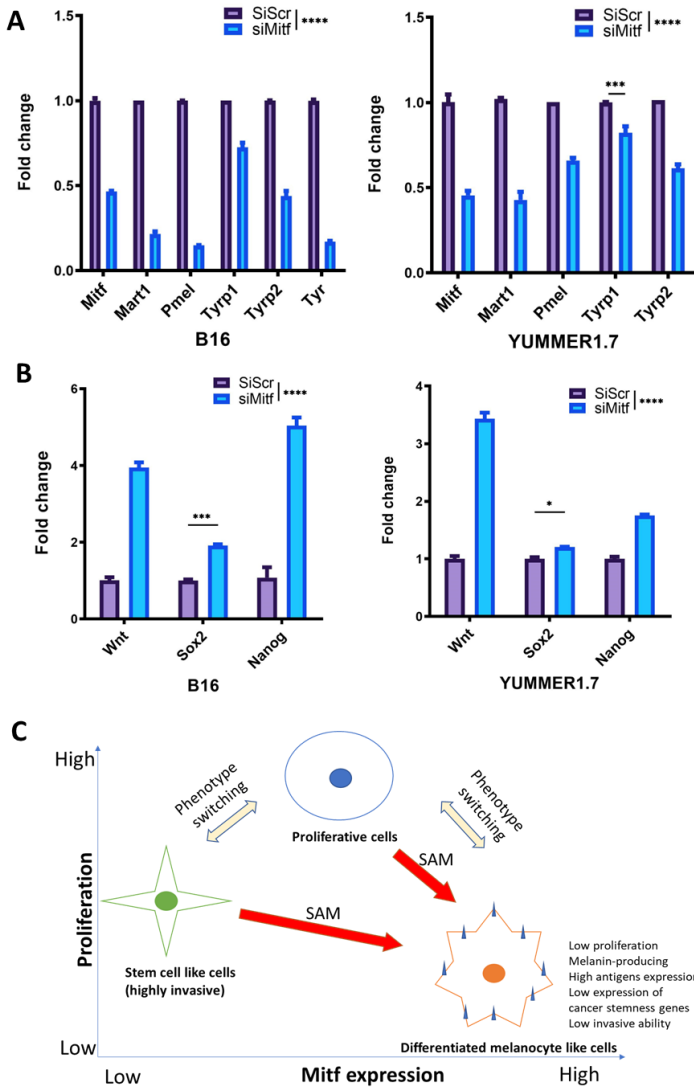 A
SiScr
siMitf
****
1.5
1.0
0.5
0.0
Fold change
Mitf
Mart1
Pmel
Tyrp1
Tyrp2
Tyr
B16
SiScr
siMitf
****
***
1.5
1.0
0.5
0.0
Fold change
Mitf
Mart1
Pmel
Tyrp1
Tyrp2
YUMMER1.7
B
SiScr
siMitf
****
***
6
4
2
0
Fold change
Wnt
Sox2
Nanog
B16
SiScr
siMitf
****
*
4
3
2
1
0
Fold change
Wnt
Sox2
Nanog
YUMMER1.7
C
High
Proliferation
Low
Phenotype
switching
Proliferative cells
Phenotype
switching
SAM
SAM
Stem cell like cells
(highly invasive)
Low proliferation
Melanin-producing
High antigens expression
Low expression of
cancer stemness genes
Low invasive ability
Differentiated melanocyte like cells
Low
Mitf expression
High